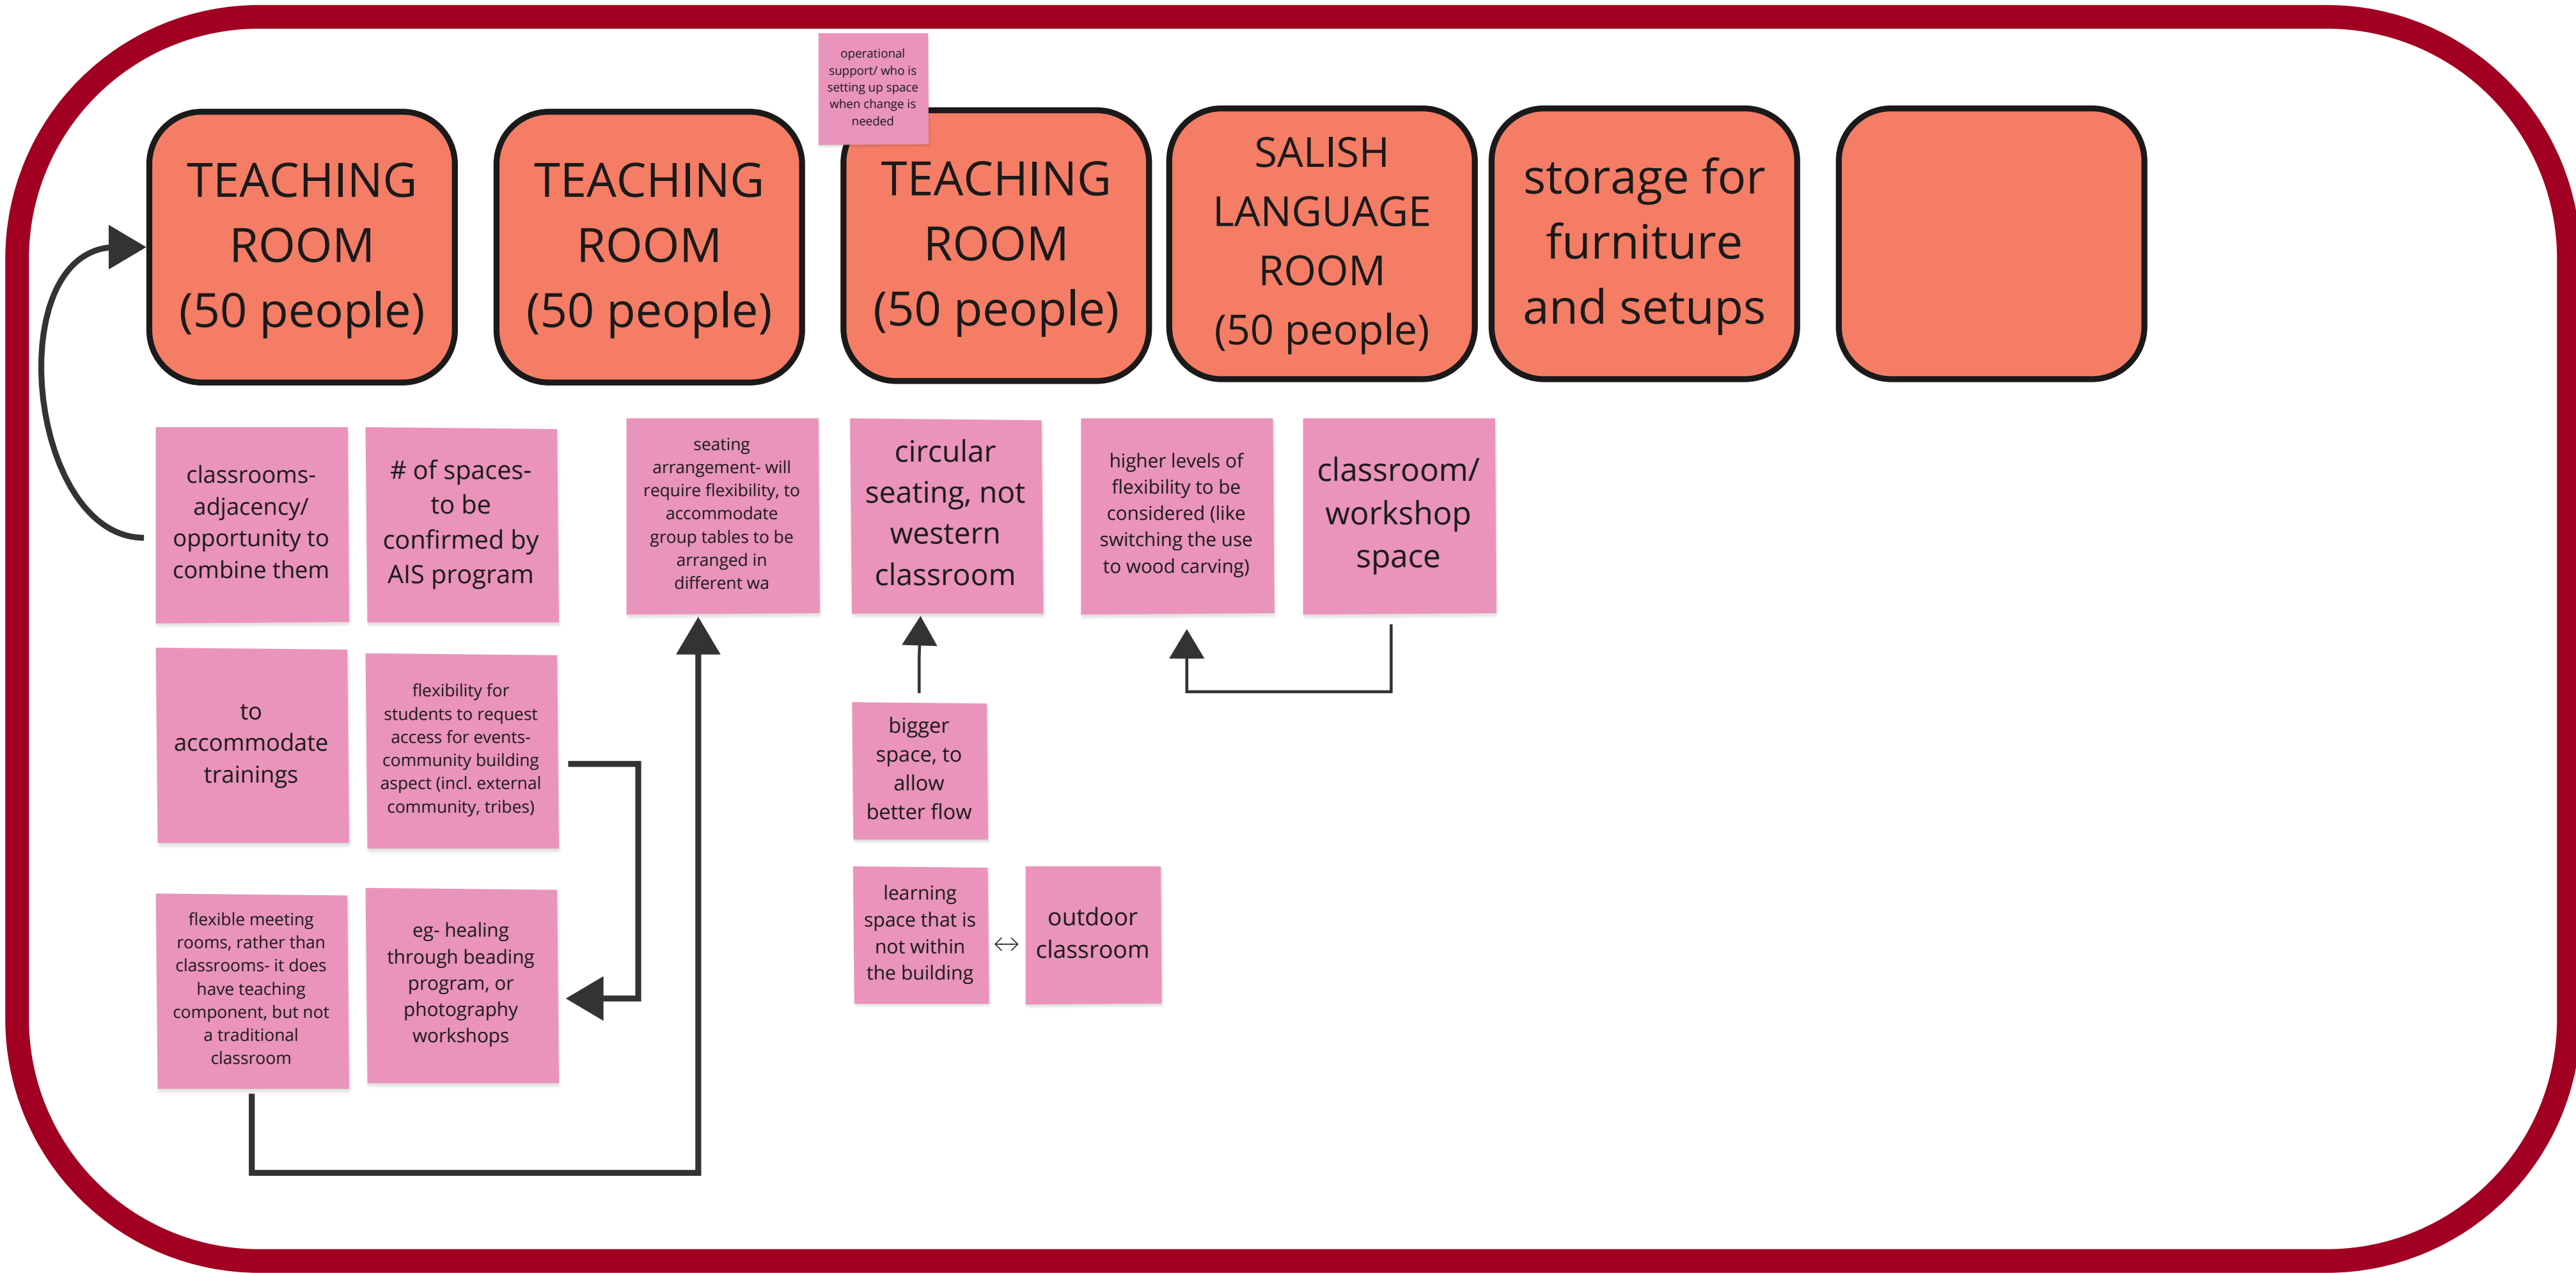 operational
support/ who is
setting up space
when change is
needed
TEACHING
ROOM
(50 people)
TEACHING
ROOM
(50 people)
TEACHING
ROOM
(50 people)
SALISH
LANGUAGE
ROOM
(50 people)
storage for
furniture
and setups
classrooms-
adjacency/
opportunity to
combine them
# of spaces-
to be
confirmed by
AIS program
seating
arrangement- will
require flexibility, to
accommodate
group tables to be
arranged in
different wa
circular
seating, not
western
classroom
higher levels of
flexibility to be
considered (like
switching the use
to wood carving)
classroom/
workshop
space
to
accommodate
trainings
flexibility for
students to request
access for events-
community building
aspect (incl. external
community, tribes)
bigger
space, to
allow
better flow
flexible meeting
rooms, rather than
classrooms- it does
have teaching
component, but not
a traditional
classroom
eg- healing
through beading
program, or
photography
workshops
learning
space that is
not within
the building
outdoor
classroom